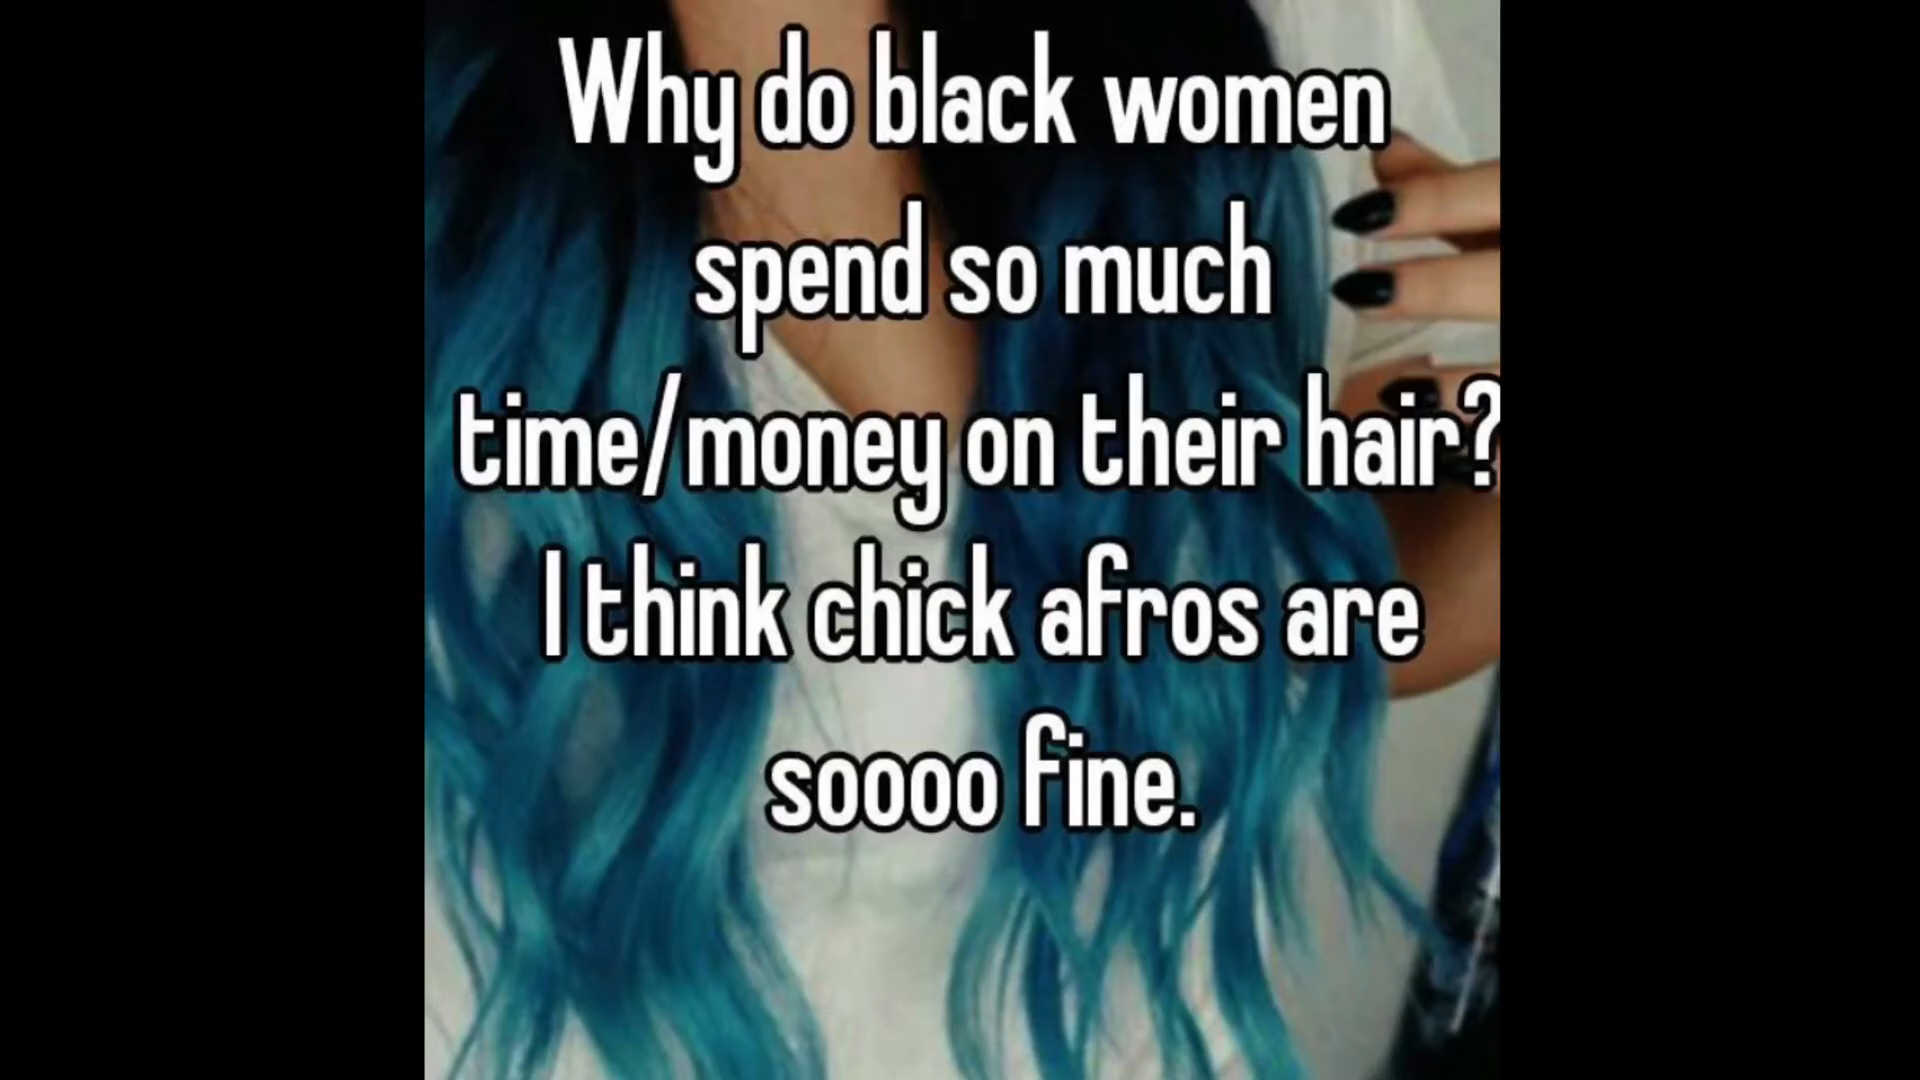 Why do black women
spend so much
time/money on their hair?
I think chick afros are
soooo fine.